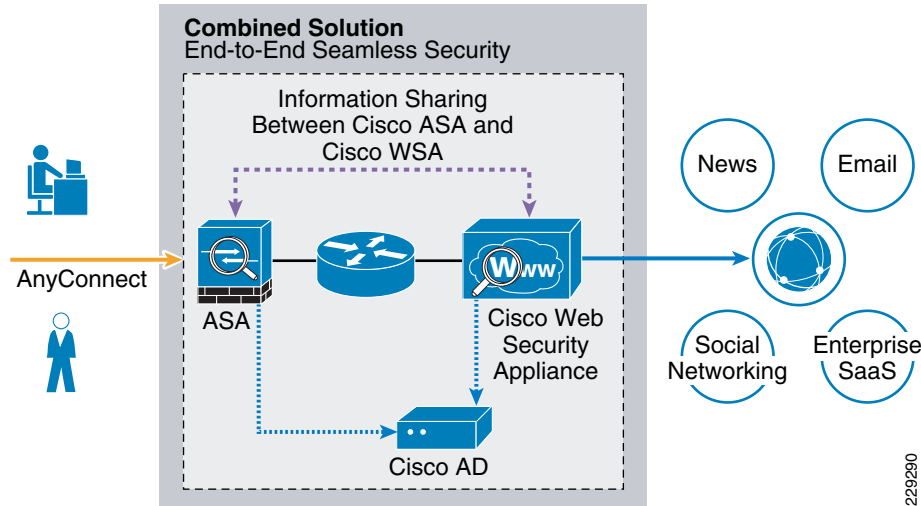 Combined Solution
End-to-End Seamless Security
Information Sharing
Between Cisco ASA and
Cisco WSA
News
Email
AnyConnect
ASA
Www
Cisco Web
Security
Appliance
Social
Networking
Enterprise
SaaS
Cisco AD
229290